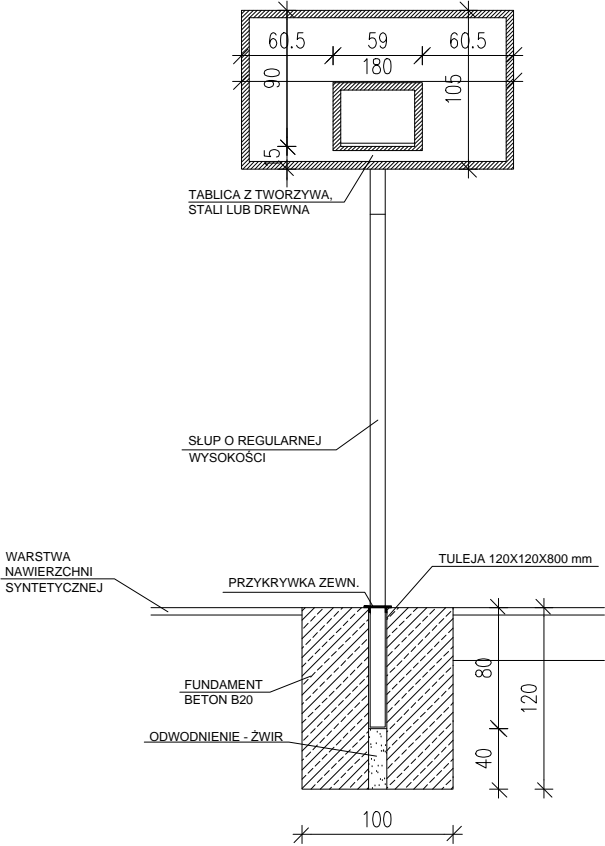 60.5
59
60.5
180
90
105
15
TABLICA Z TWORZYWA,
STALI LUB DREWNA
SŁUP O REGULARNEJ
WYSOKOŚCI
WARSTWA
NAWIERZCHNI
SYNTETYCZNEJ
PRZYKRYWKA ZEWN.
TULEJA 120X120X800 mm
FUNDAMENT
BETON B20
ODWODNIENIE - ŻWIR
80
120
40
100